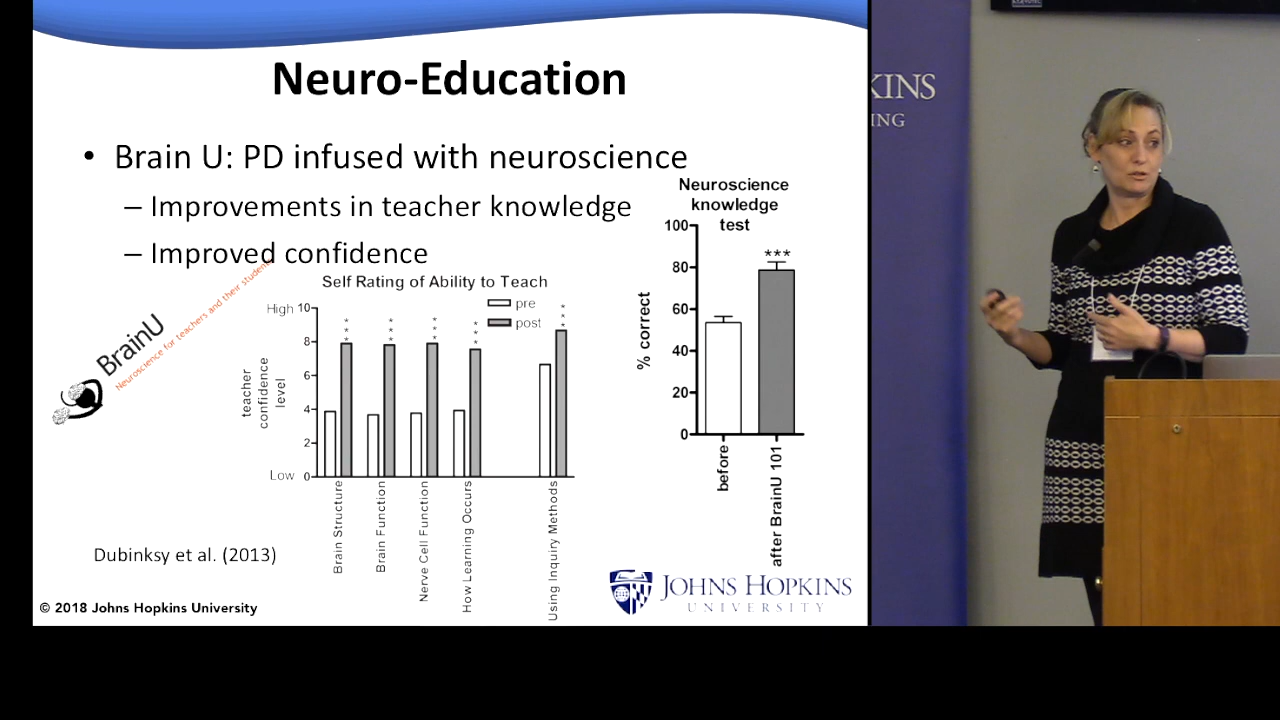 Neuro-Education
• Brain U: PD infused with neuroscience
– Improvements in teacher knowledge
– Improved confidence
Neuroscience
knowledge
test
100
80
60
40
20
0
% correct
***
before
after BrainU 101
BrainU
Neuroscience for teachers and their student
Self Rating of Ability to Teach
pre
post
High
10
8
6
4
2
0
Low
teacher
confidence
level
***
***
***
***
***
Brain Structure
Brain Function
Nerve Cell Function
How Learning Occurs
Using Inquiry Methods
Dubinksy et al. (2013)
© 2018 Johns Hopkins University
JOHNS HOPKINS
UNIVERSITY
KINS
ING